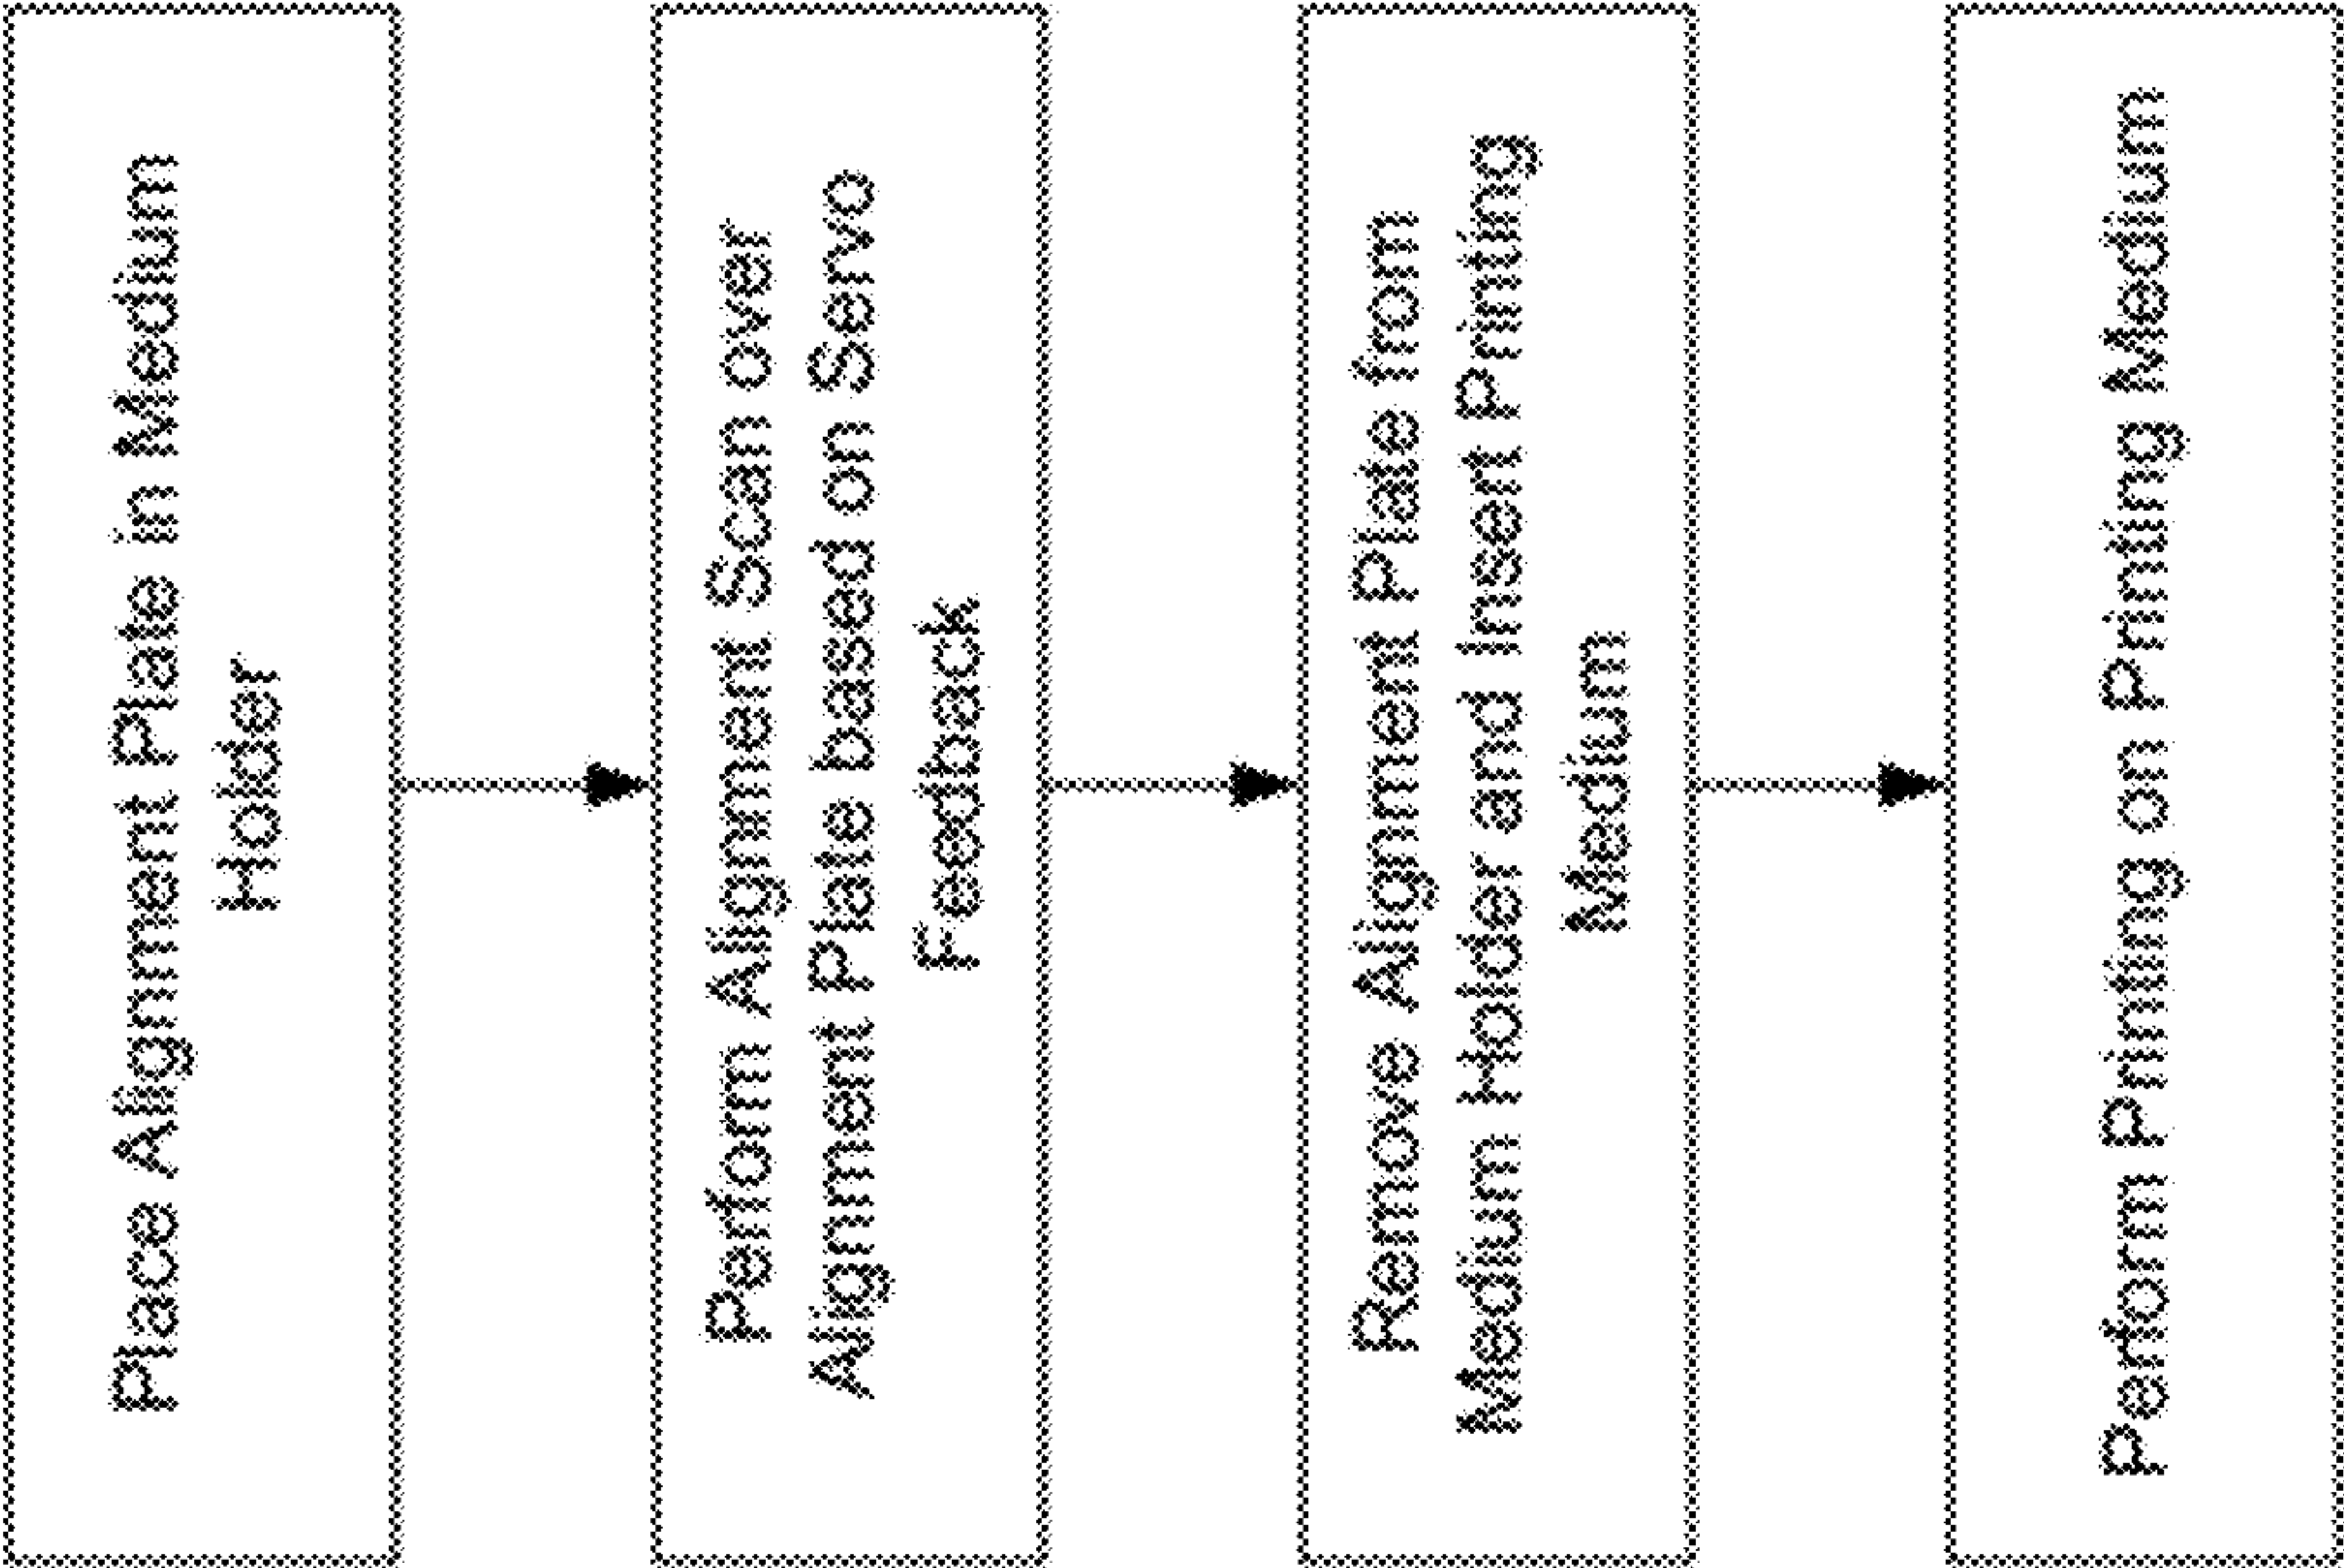 Place Alignment Plate in Medium
Holder
Perform Alignment Scan over
Alignment Plate based on Servo
Feedback
Remove Alignment Plate from
Medium Holder and Insert Printing
Medium
Perform Printing on Printing Medium